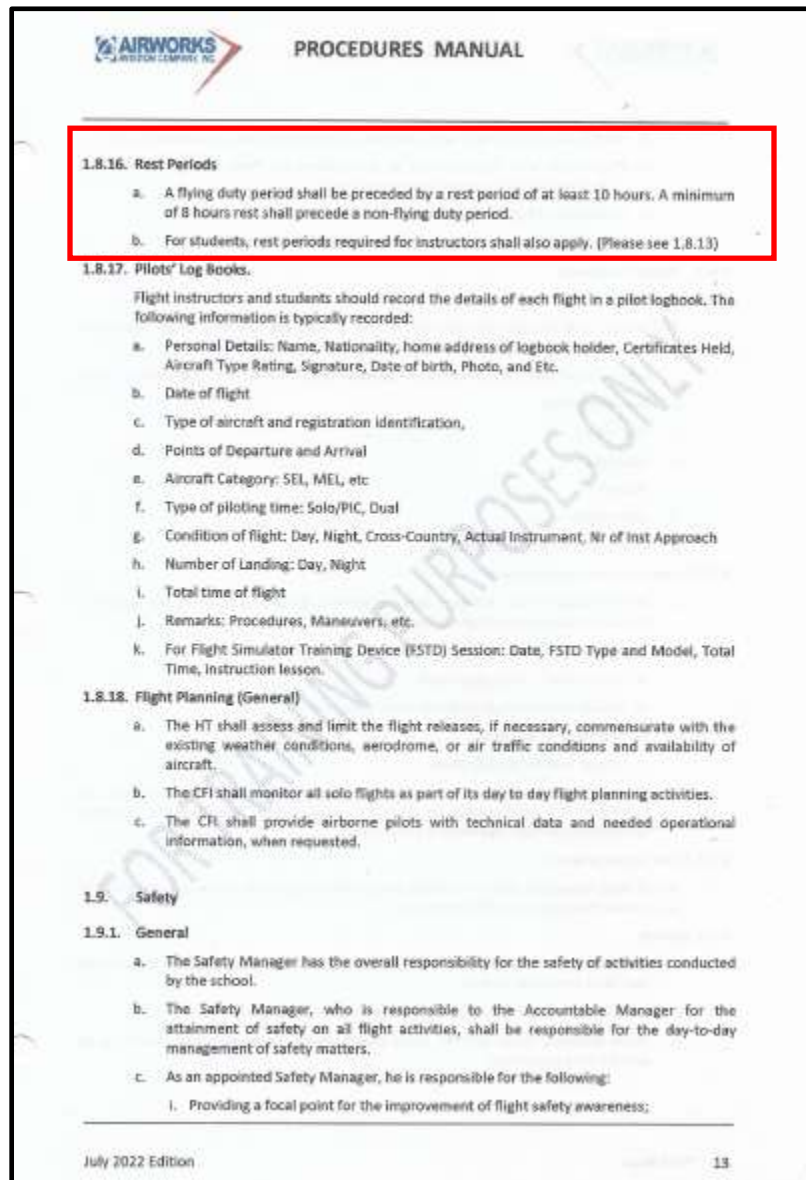 AIRWORKS
AVIATION COMPANY, INC
PROCEDURES MANUAL
1.8.16. Rest Periods
a. A flying duty period shall be preceded by a rest period of at least 10 hours. A minimum
of 8 hours rest shall precede a non-flying duty period.
b. For students, rest periods required for instructors shall also apply. (Please see 1.8.13)
1.8.17. Pilots' Log Books.
Flight instructors and students should record the details of each flight in a pilot logbook. The
following information is typically recorded:
a. Personal Details: Name, Nationality, home address of logbook holder, Certificates Held,
Aircraft Type Rating, Signature, Date of birth, Photo, and Etc.
b. Date of flight
c. Type of aircraft and registration identification,
d. Points of Departure and Arrival
e. Aircraft Category: SEL, MEL, etc
f. Type of piloting time: Solo/PIC, Dual
g. Condition of flight: Day, Night, Cross-Country, Actual Instrument, Nr of Inst Approach
h. Number of Landing: Day, Night
i. Total time of flight
j. Remarks: Procedures, Maneuvers, etc.
k. For Flight Simulator Training Device (FSTD) Session: Date, FSTD Type and Model, Total
Time, Instruction lesson.
1.8.18. Flight Planning (General)
a. The HT shall assess and limit the flight releases, if necessary, commensurate with the
existing weather conditions, aerodrome, or air traffic conditions and availability of
aircraft.
b. The CFI shall monitor all solo flights as part of its day to day flight planning activities.
c. The CFI shall provide airborne pilots with technical data and needed operational
information, when requested.
FOR TRAINING PURPOSES ONLY
1.9. Safety
1.9.1. General
a. The Safety Manager has the overall responsibility for the safety of activities conducted
by the school.
b. The Safety Manager, who is responsible to the Accountable Manager for the
attainment of safety on all flight activities, shall be responsible for the day-to-day
management of safety matters.
c. As an appointed Safety Manager, he is responsible for the following:
i. Providing a focal point for the improvement of flight safety awareness;
July 2022 Edition
13